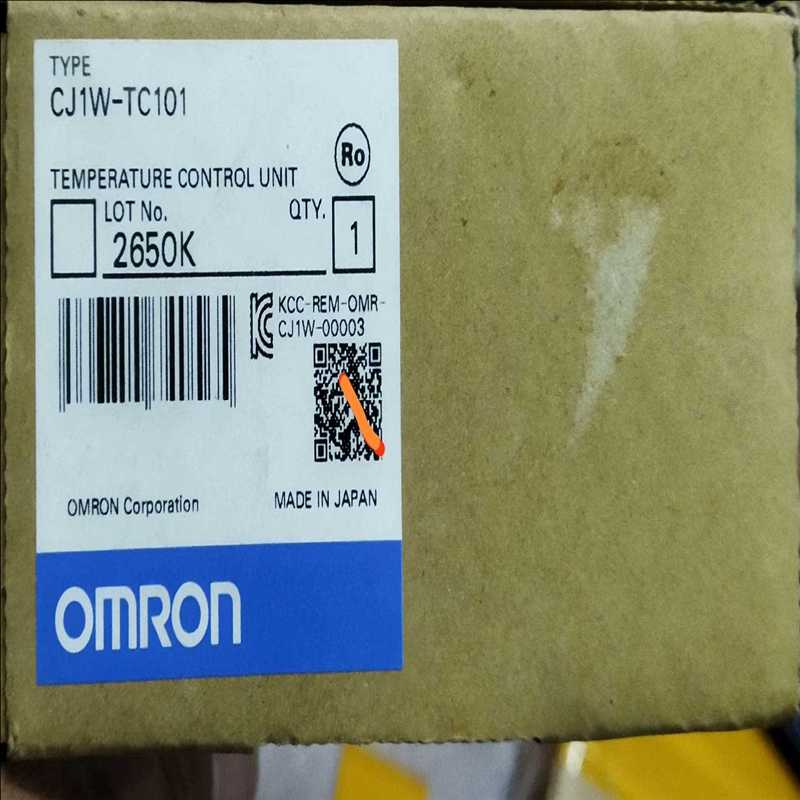 TYPE
CJ1W-TC101
Ro
TEMPERATURE CONTROL UNIT
LOT No.
QTY.
2650K
1
KCC-REM-OMR-
CJ1W-00003
OMRON Corporation
MADE IN JAPAN
OMRON